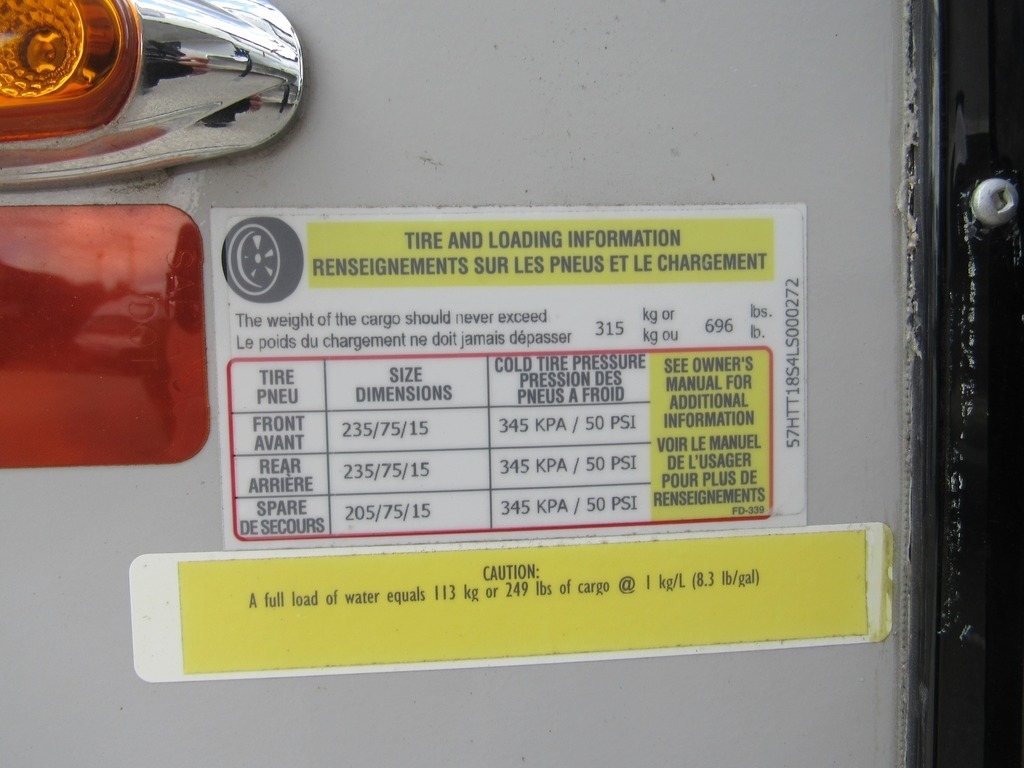 TIRE AND LOADING INFORMATION
RENSEIGNEMENTS SUR LES PNEUS ET LE CHARGEMENT
The weight of the cargo should never exceed 315 kg or 696 lbs.
Le poids du chargement ne doit jamais dépasser kg ou lb.
TIRE SIZE COLD TIRE PRESSURE
PNEU DIMENSIONS PRESSION DES
PNEUS A FROID
FRONT
AVANT 235/75/15 345 KPA / 50 PSI
REAR
ARRIÈRE 235/75/15 345 KPA / 50 PSI
SPARE
DE SECOURS 205/75/15 345 KPA / 50 PSI
SEE OWNER'S
MANUAL FOR
ADDITIONAL
INFORMATION
VOIR LE MANUEL
DE L'USAGER
POUR PLUS DE
RENSEIGNEMENTS
FD-339
57HTT18S4LS000272
CAUTION:
A full load of water equals 113 kg or 249 lbs of cargo @ 1 kg/L (8.3 lb/gal)